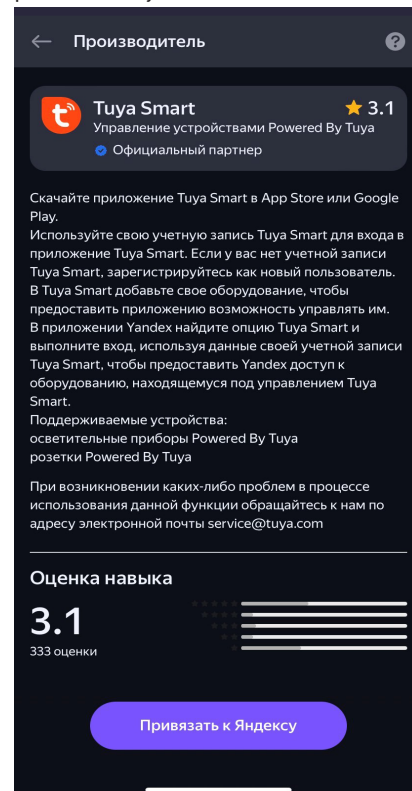 Производитель
Tuya Smart
3.1
Управление устройствами Powered By Tuya
Официальный партнер
Скачайте приложение Tuya Smart в App Store или Google
Play.
Используйте свою учетную запись Tuya Smart для входа в
приложение Tuya Smart. Если у вас нет учетной записи
Tuya Smart, зарегистрируйтесь как новый пользователь.
В Tuya Smart добавьте свое оборудование, чтобы
предоставить приложению возможность управлять им.
В приложении Yandex найдите опцию Tuya Smart и
выполните вход, используя данные своей учетной записи
Tuya Smart, чтобы предоставить Yandex доступ к
оборудованию, находящемуся под управлением Tuya
Smart.
Поддерживаемые устройства:
осветительные приборы Powered By Tuya
розетки Powered By Tuya
При возникновении каких-либо проблем в процессе
использования данной функции обращайтесь к нам по
адресу электронной почты service@tuya.com
Оценка навыка
3.1
333 оценки
Привязать к Яндексу